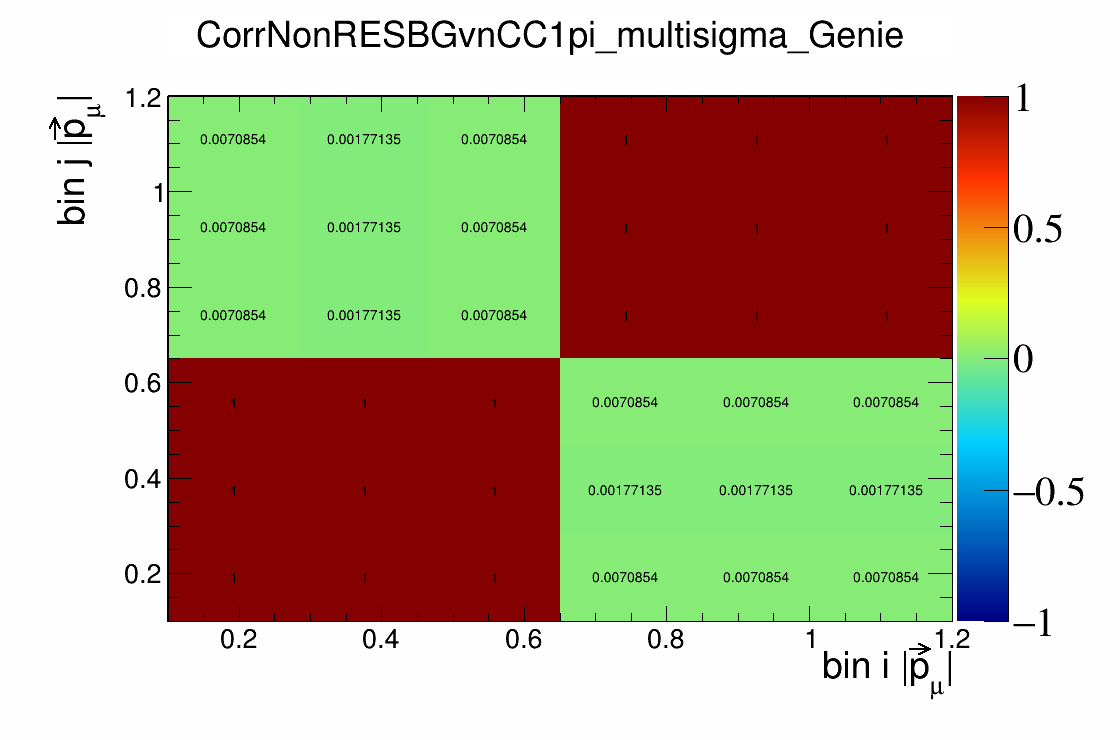 CorrNonRESBGvnCC1pi_multisigma_Genie
bin j |p⃗μ|
1.2
1
0.8
0.6
0.4
0.2
0.0070854 0.00177135 0.0070854 1 1 1
0.0070854 0.00177135 0.0070854 1 1 1
0.0070854 0.00177135 0.0070854 1 1 1
1 1 1 0.0070854 0.0070854 0.0070854
1 1 1 0.00177135 0.00177135 0.00177135
1 1 1 0.0070854 0.0070854 0.0070854
1
0.5
0
−0.5
−1
0.2 0.4 0.6 0.8 1 1.2
bin i |p⃗μ|